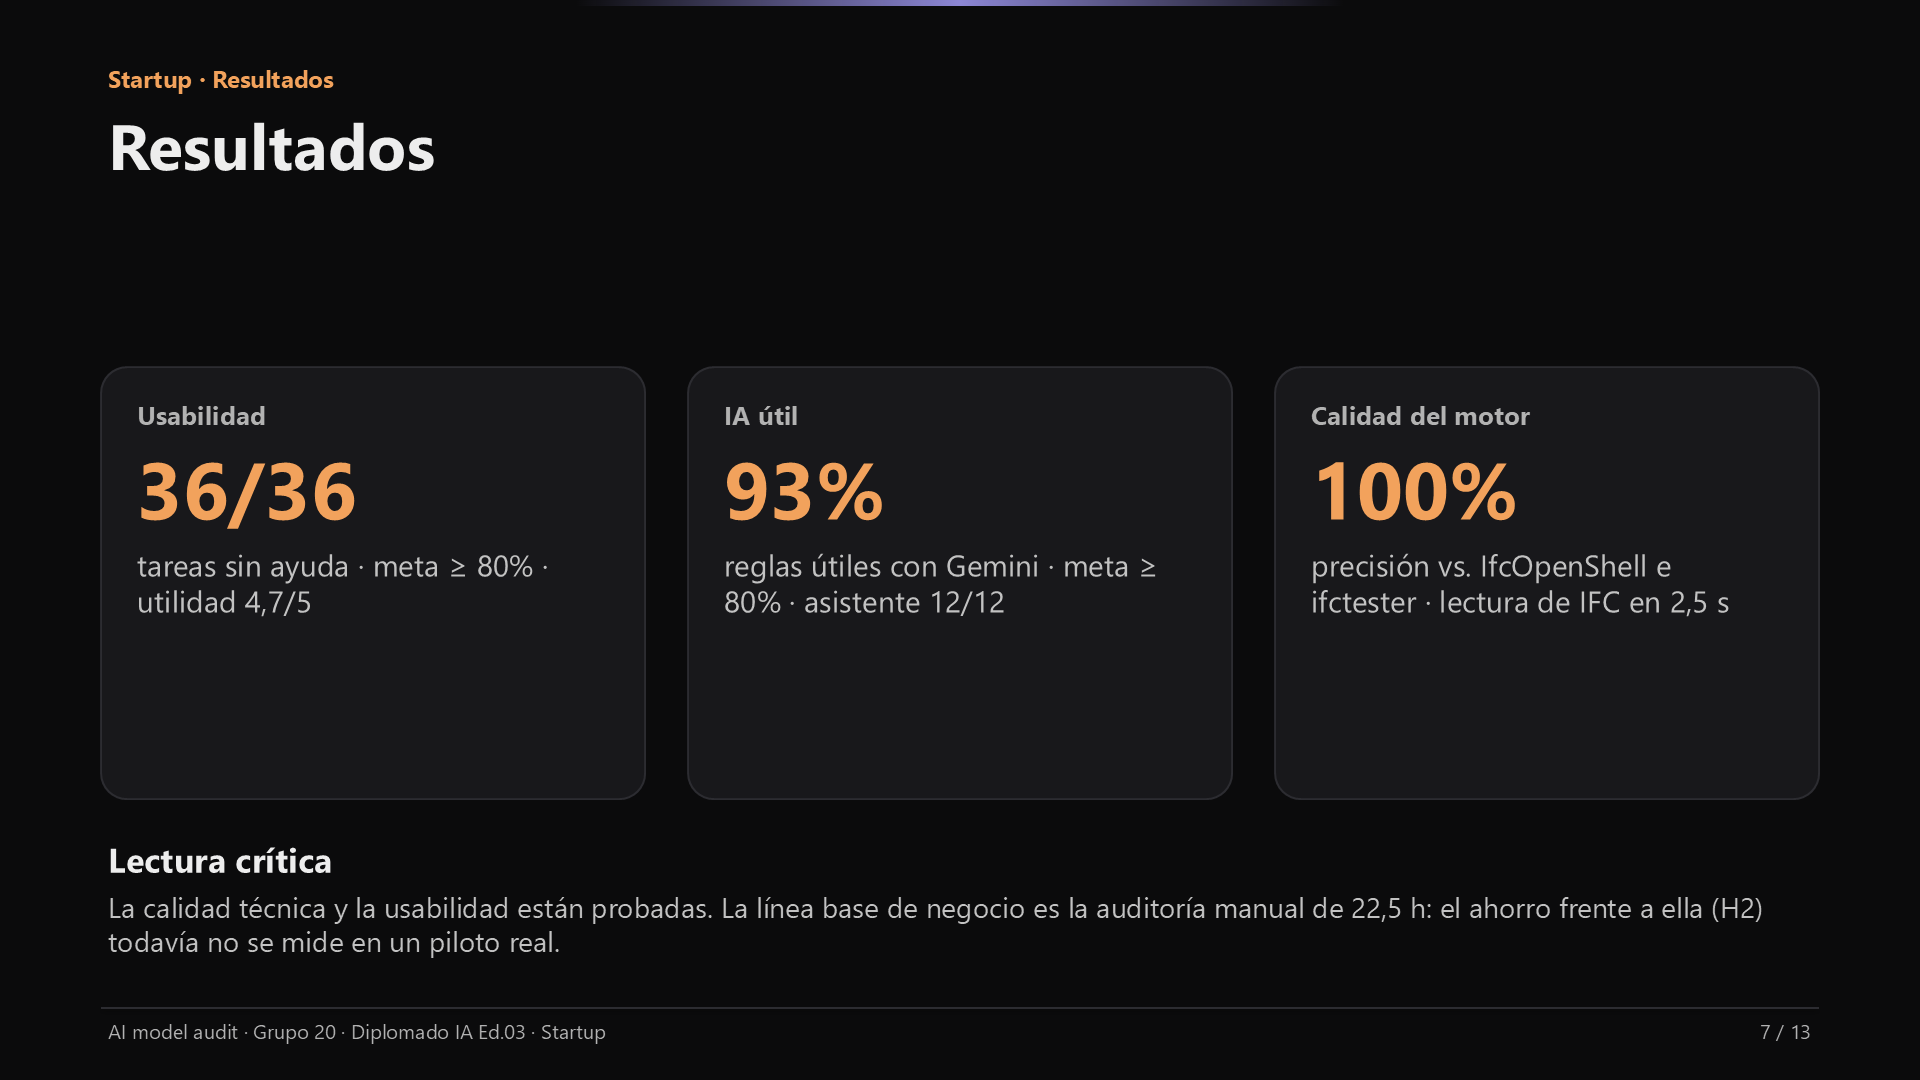 Startup · Resultados
Resultados
Usabilidad
36/36
tareas sin ayuda · meta ≥ 80% ·
utilidad 4,7/5
IA útil
93%
reglas útiles con Gemini · meta ≥
80% · asistente 12/12
Calidad del motor
100%
precisión vs. IfcOpenShell e
ifctester · lectura de IFC en 2,5 s
Lectura crítica
La calidad técnica y la usabilidad están probadas. La línea base de negocio es la auditoría manual de 22,5 h: el ahorro frente a ella (H2)
todavía no se mide en un piloto real.
AI model audit · Grupo 20 · Diplomado IA Ed.03 · Startup
7 / 13